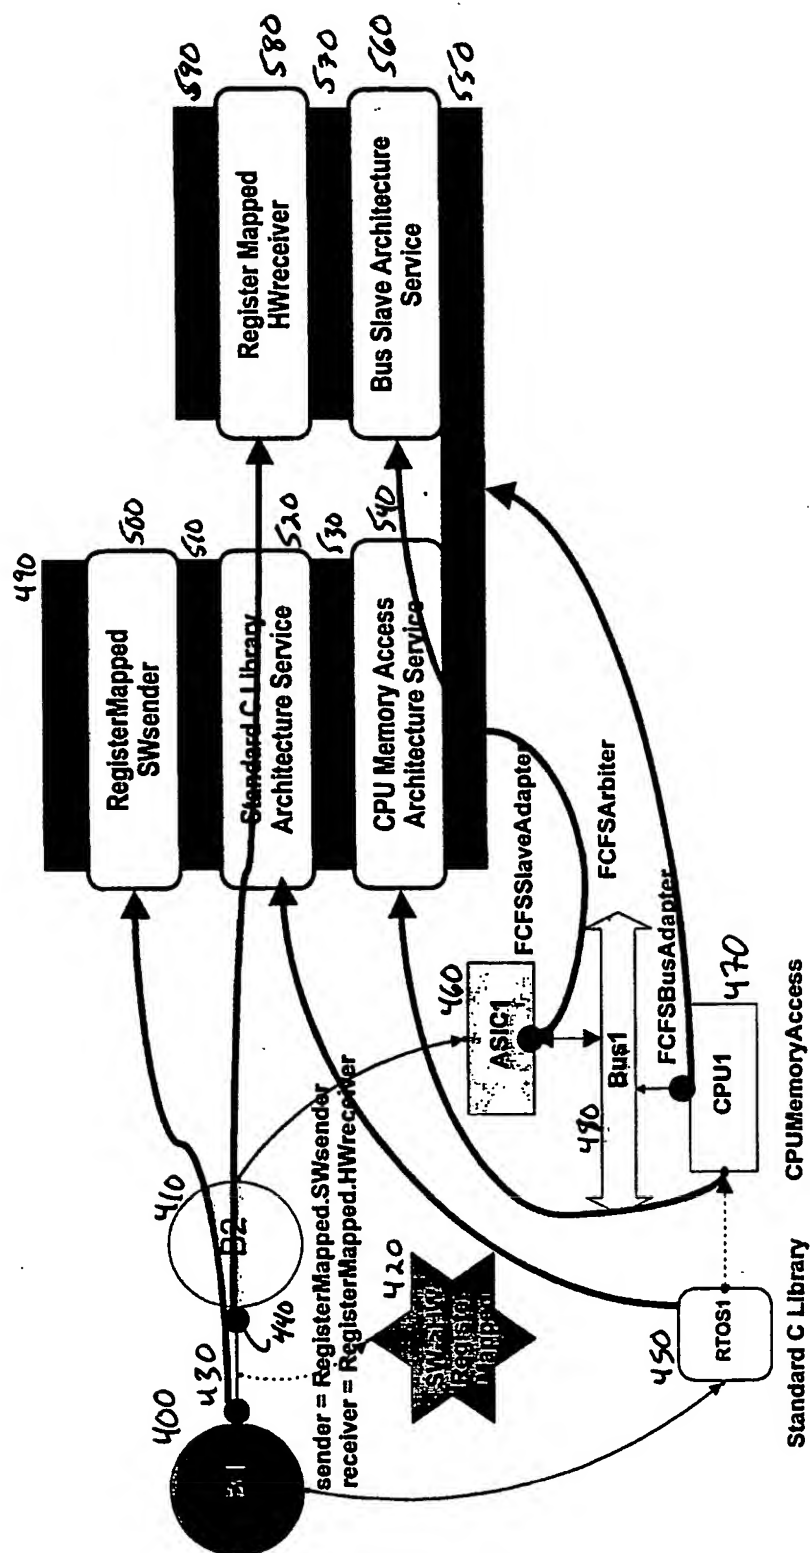 490
RegisterMapped
SWsender
500
510
Standard C Library
Architecture Service
520
530
CPU Memory Access
Architecture Service
540
590
Register Mapped
HWreceiver
580
570
Bus Slave Architecture
Service
560
550
400
430
440
410
B2
sender = RegisterMapped.SWsender
receiver = RegisterMapped.HWreceiver
420
Register
Mapped
460
ASIC1
FCFSSlaveAdapter
FCFSArbiter
Bus1
FCFSBusAdapter
450
RTOS1
CPU1
470
Standard C Library
CPUMemoryAccess